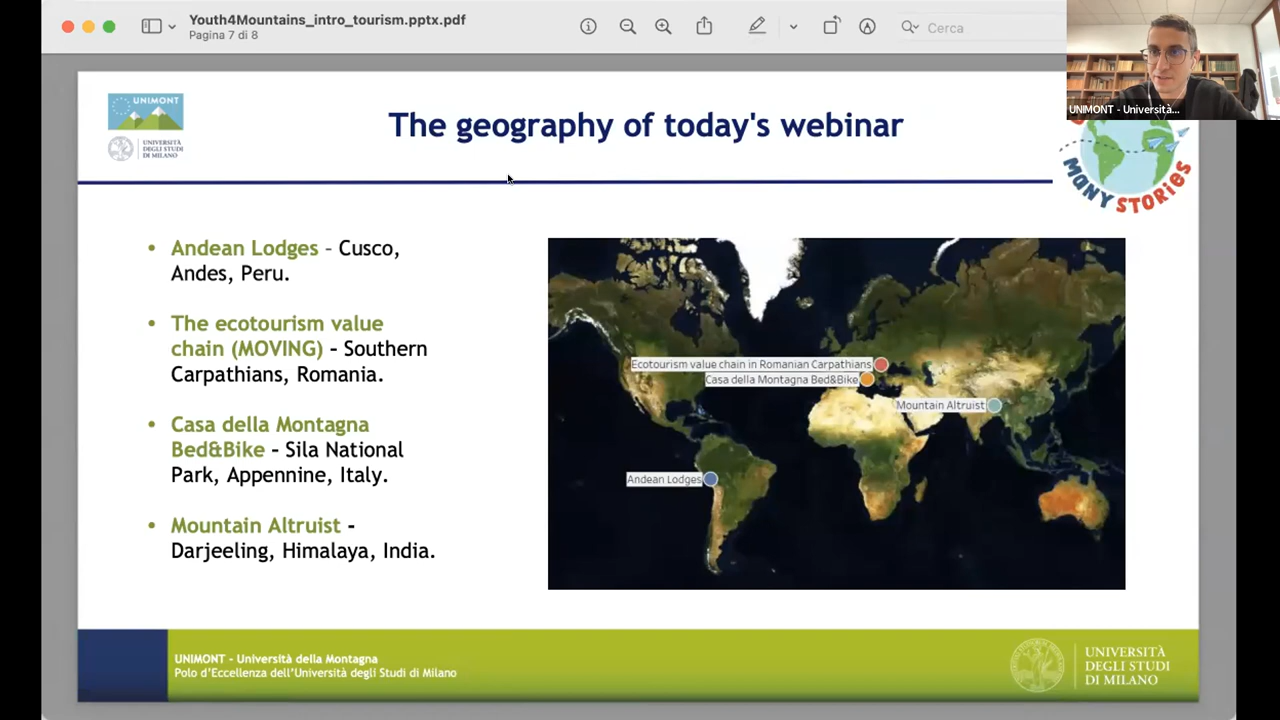 Youth4Mountains_intro_tourism.pptx.pdf
Pagina 7 di 8
Cerca
UNIMONT - Università...
UNIMONT
UNIVERSITÀ
DEGLI STUDI
DI MILANO
The geography of today's webinar
MANY STORIES
• Andean Lodges - Cusco,
Andes, Peru.
• The ecotourism value
chain (MOVING) - Southern
Carpathians, Romania.
• Casa della Montagna
Bed&Bike - Sila National
Park, Appennine, Italy.
• Mountain Altruist -
Darjeeling, Himalaya, India.
Ecotourism value chain in Romanian Carpathians
Casa della Montagna Bed&Bike
Mountain Altruist
Andean Lodges
UNIMONT - Università della Montagna
Polo d'Eccellenza dell'Università degli Studi di Milano
UNIVERSITÀ
DEGLI STUDI
DI MILANO